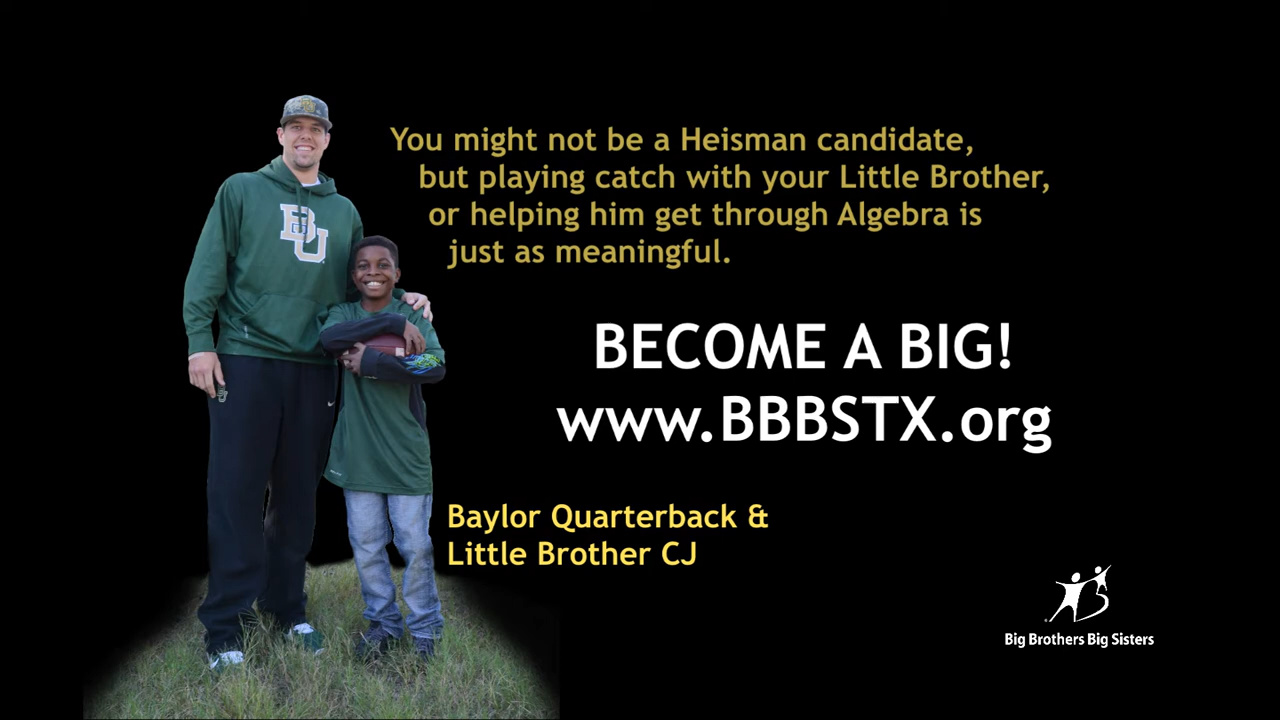 You might not be a Heisman candidate,
but playing catch with your Little Brother,
or helping him get through Algebra is
just as meaningful.
BU
BECOME A BIG!
www.BBBSTX.org
Baylor Quarterback &
Little Brother CJ
Big Brothers Big Sisters